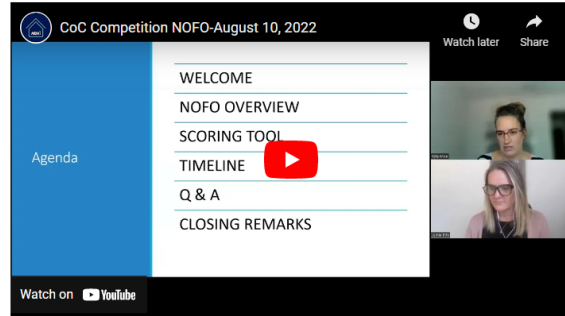 CoC Competition NOFO-August 10, 2022
Watch later
Share
Agenda
WELCOME
NOFO OVERVIEW
SCORING TOOL
TIMELINE
Q & A
CLOSING REMARKS
Watch on YouTube